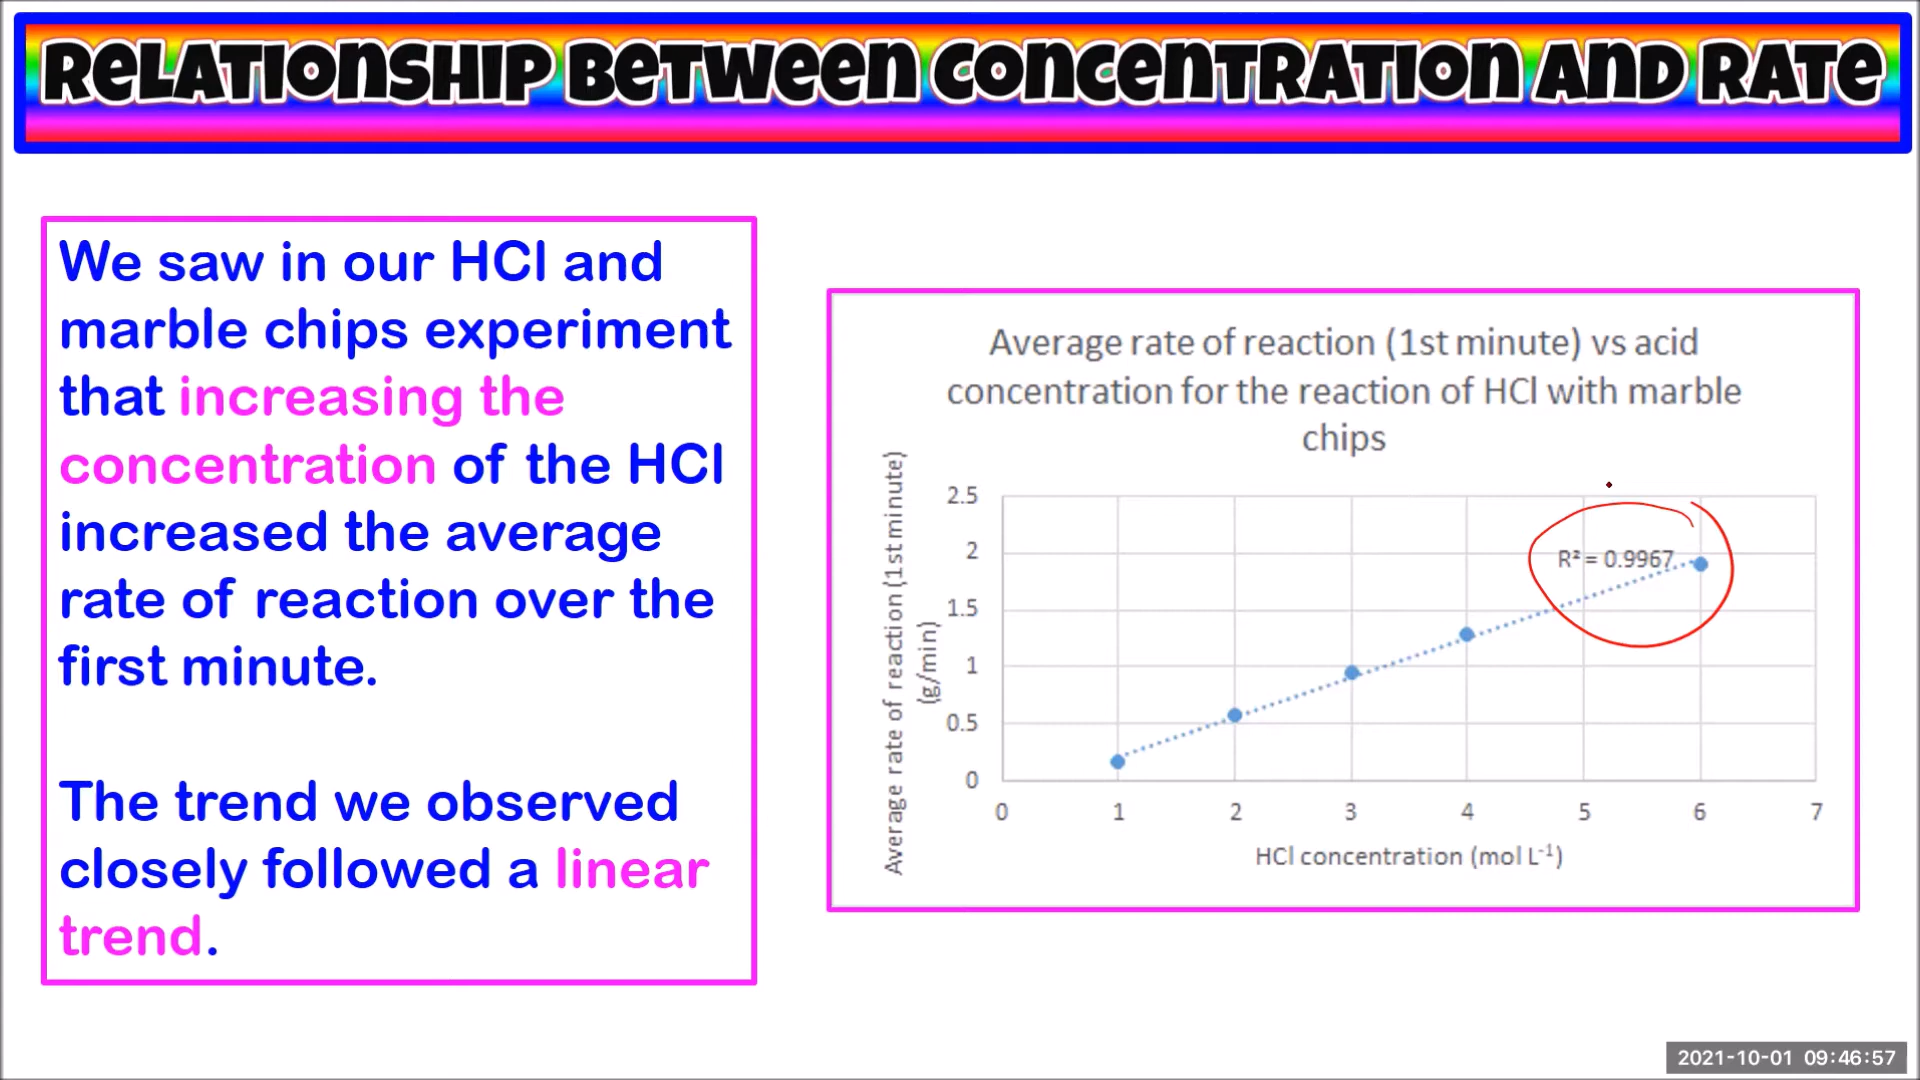 Relationship Between Concentration and Rate
We saw in our HCl and
marble chips experiment
that increasing the
concentration of the HCl
increased the average
rate of reaction over the
first minute.
The trend we observed
closely followed a linear
trend.
Average rate of reaction (1st minute) vs acid
concentration for the reaction of HCl with marble
chips
Average rate of reaction (1st minute)
(g/min)
2.5
2
1.5
1
0.5
0
R² = 0.9967
0 1 2 3 4 5 6 7
HCl concentration (mol L⁻¹)
2021-10-01 09:46:57